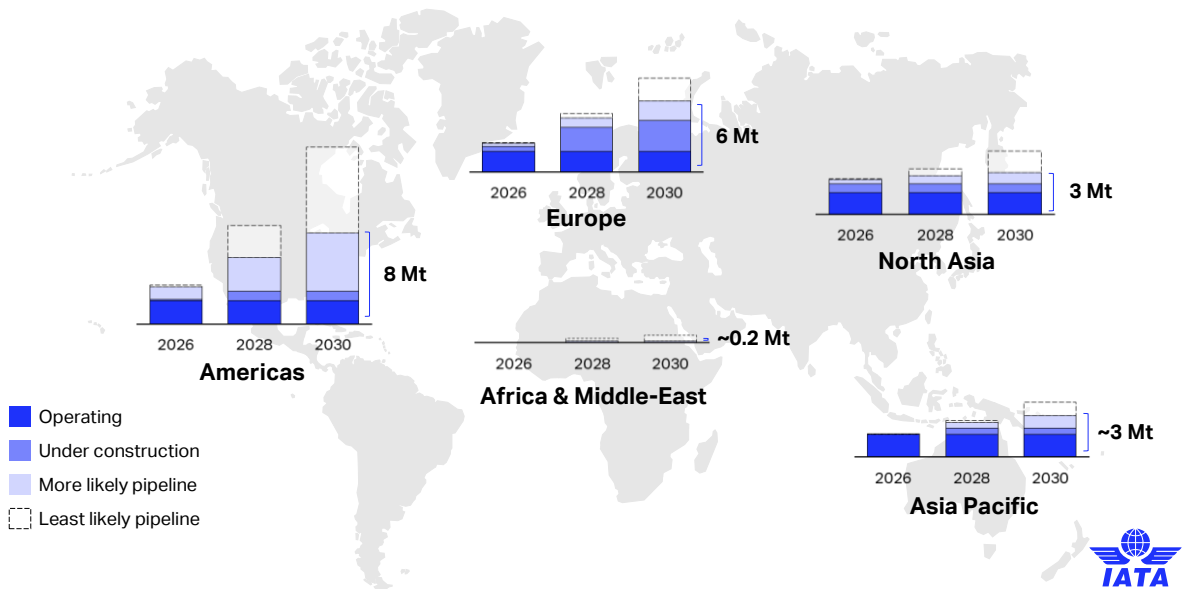 6 Mt
2026 2028 2030
Europe
3 Mt
2026 2028 2030
North Asia
8 Mt
2026 2028 2030
Americas
~0.2 Mt
2026 2028 2030
Africa & Middle-East
~3 Mt
2026 2028 2030
Asia Pacific
Operating
Under construction
More likely pipeline
Least likely pipeline
IATA